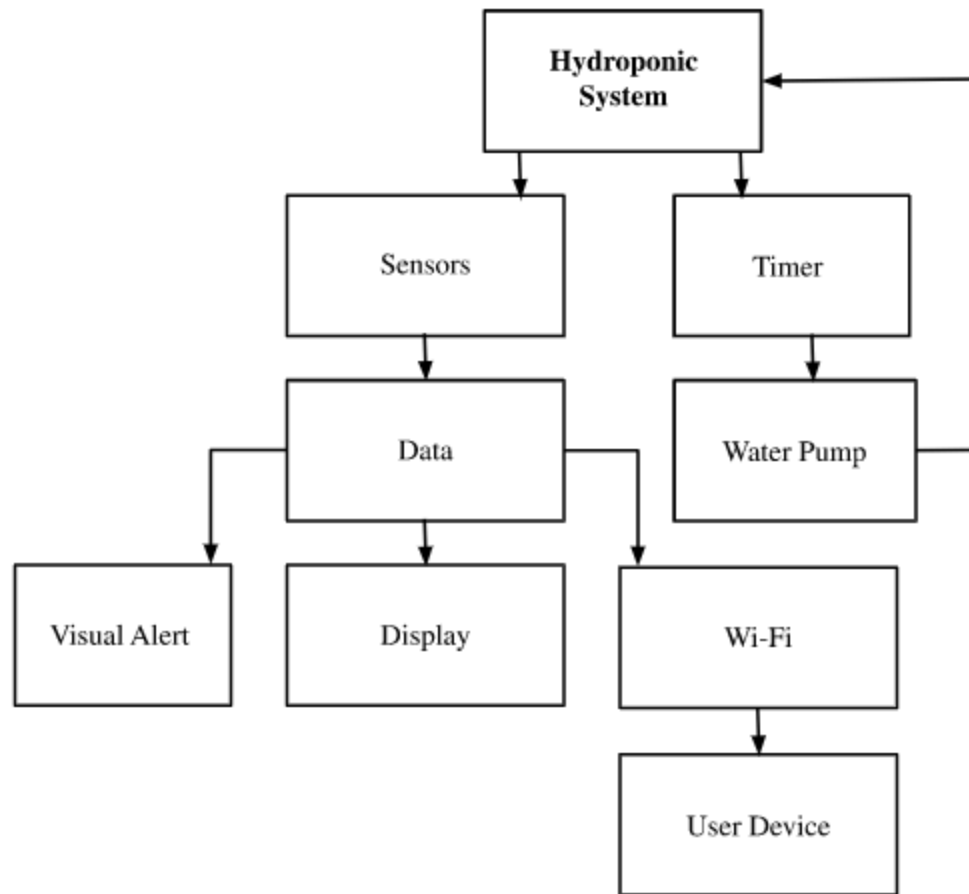 Hydroponic
System
Sensors
Timer
Data
Water Pump
Visual Alert
Display
Wi-Fi
User Device